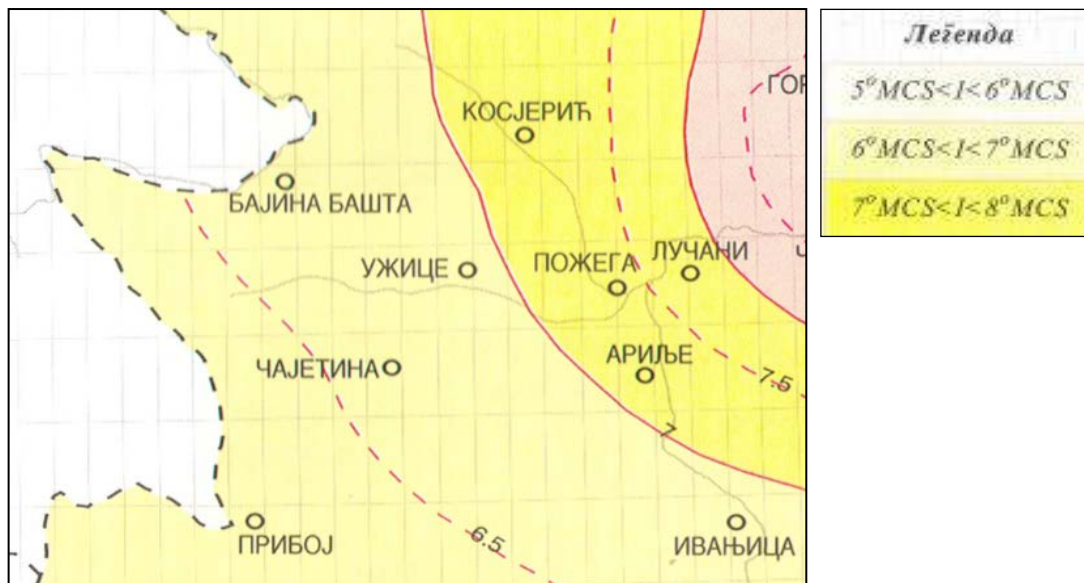 ГОР
КОСЈЕРИЋ
БАЈИНА БАШТА
УЖИЦЕ
ПОЖЕГА
ЛУЧАНИ
Ч
ЧАЈЕТИНА
АРИЉЕ
7.5
7
6.5
ПРИБОЈ
ИВАЊИЦА
Легенда
5°MCS<I<6°MCS
6°MCS<I<7°MCS
7°MCS<I<8°MCS